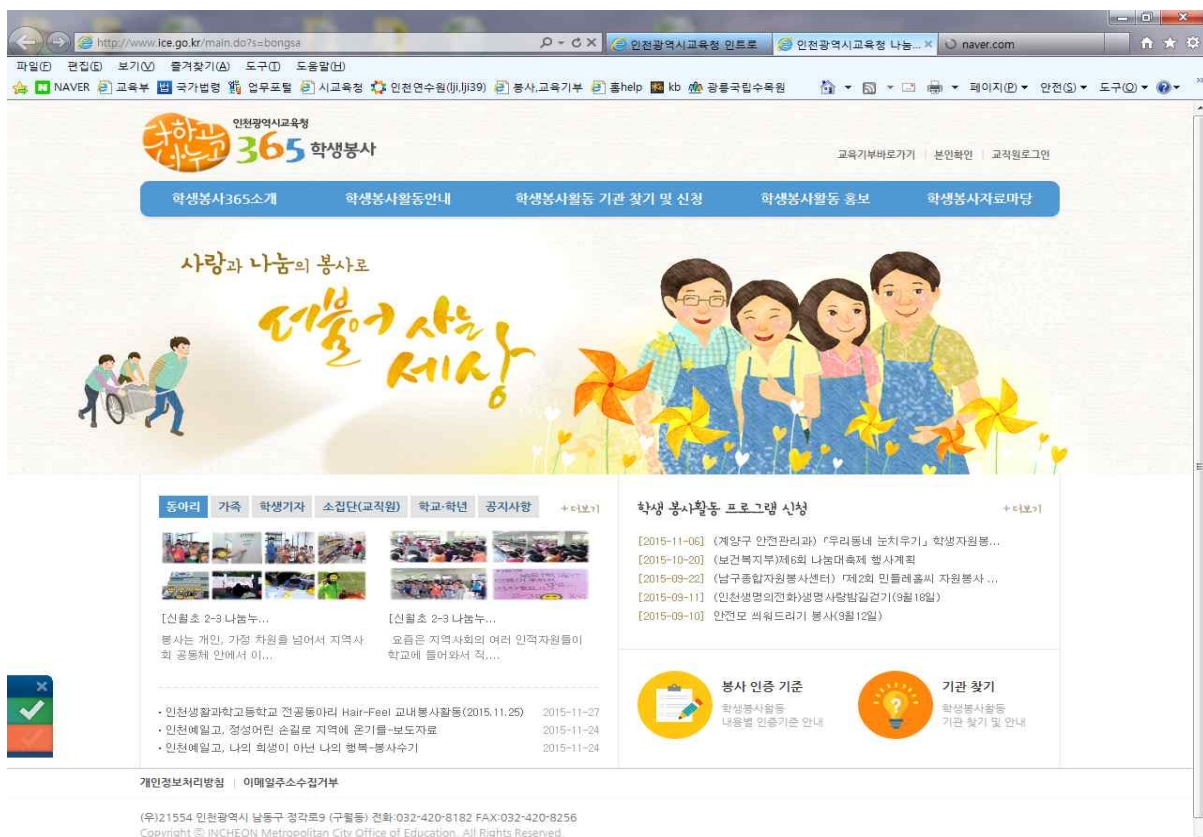 http://www.ice.go.kr/main.do?s=bongsa
인천광역시교육청 인트로
인천광역시교육청 나눔...
naver.com
파일(F) 편집(E) 보기(V) 즐겨찾기(A) 도구(T) 도움말(H)
NAVER 교육부 국가법령 업무포털 시교육청 인천연수원(lji,lji39) 봉사,교육기부 홈help kb 광릉국립수목원 페이지(P) 안전(S) 도구(O)
구하고 나누고
인천광역시교육청
365 학생봉사
교육기부바로가기 | 본인확인 | 교직원로그인
학생봉사365소개 학생봉사활동안내 학생봉사활동 기관 찾기 및 신청 학생봉사활동 홍보 학생봉사자료마당
사랑과 나눔의 봉사로
더불어 사는
세상
동아리 가족 학생기자 소집단(교직원) 학교·학년 공지사항 +더보기
[신월초 2-3 나눔누...
봉사는 개인, 가정 차원을 넘어서 지역사
회 공동체 안에서 이...
[신월초 2-3 나눔누...
요즘은 지역사회의 여러 인적자원들이
학교에 들어와서 직,...
· 인천생활과학고등학교 전공동아리 Hair-Feel 교내봉사활동(2015.11.25) 2015-11-27
· 인천예일고, 정성어린 손길로 지역에 온기를-보도자료 2015-11-24
· 인천예일고, 나의 희생이 아닌 나의 행복-봉사수기 2015-11-24
학생 봉사활동 프로그램 신청 +더보기
[2015-11-06] (계양구 안전관리과) 『우리동네 눈치우기』 학생자원봉...
[2015-10-20] (보건복지부)제6회 나눔대축제 행사계획
[2015-09-22] (남구종합자원봉사센터) 『제2회 민들레홀씨 자원봉사 ...
[2015-09-11] (인천생명의전화)생명사랑밤길걷기(9월18일)
[2015-09-10] 안전모 씌워드리기 봉사(9월12일)
봉사 인증 기준
학생봉사활동
내용별 인증기준 안내
기관 찾기
학생봉사활동
기관 찾기 및 안내
개인정보처리방침 | 이메일주소수집거부
(우)21554 인천광역시 남동구 정각로9 (구월동) 전화:032-420-8182 FAX:032-420-8256
Copyright © INCHEON Metropolitan City Office of Education. All Rights Reserved.